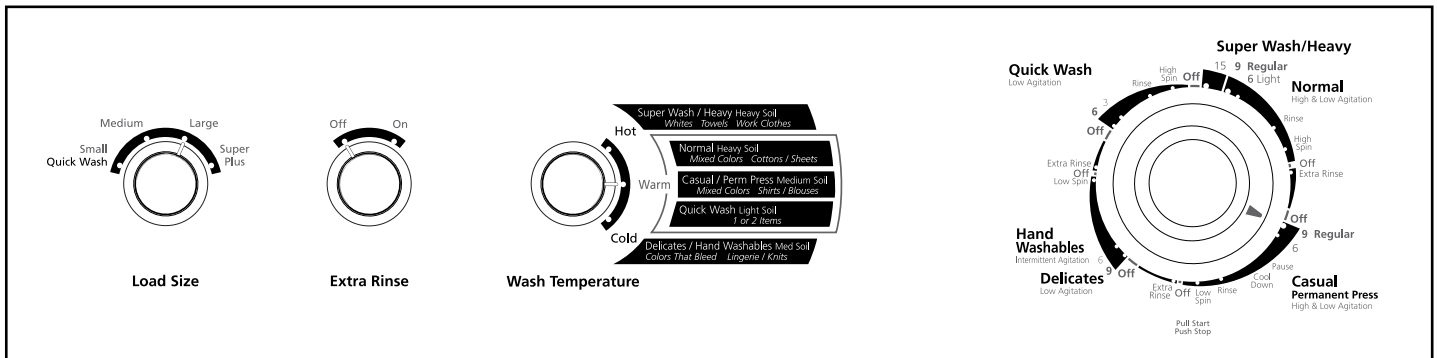 Medium
Large
Small
Quick Wash
Super
Plus
Load Size
Off
On
Extra Rinse
Hot
Warm
Cold
Wash Temperature
Super Wash / Heavy Heavy Soil
Whites Towels Work Clothes
Normal Heavy Soil
Mixed Colors Cottons / Sheets
Casual / Perm Press Medium Soil
Mixed Colors Shirts / Blouses
Quick Wash Light Soil
1 or 2 Items
Delicates / Hand Washables Med Soil
Colors That Bleed Lingerie / Knits
Super Wash/Heavy
15 9 Regular
6 Light
Normal
High & Low Agitation
Rinse
High
Spin
Off
Extra Rinse
Off
9 Regular
6
Pause
Cool
Down
Casual
Permanent Press
High & Low Agitation
Rinse
Low
Spin
Off
Extra
Rinse
Pull Start
Push Stop
Off
9
6
Hand
Washables
Intermittent Agitation
Delicates
Low Agitation
Low Spin
Off
Extra Rinse
Off
6
3
Quick Wash
Low Agitation
Rinse
High
Spin
Off